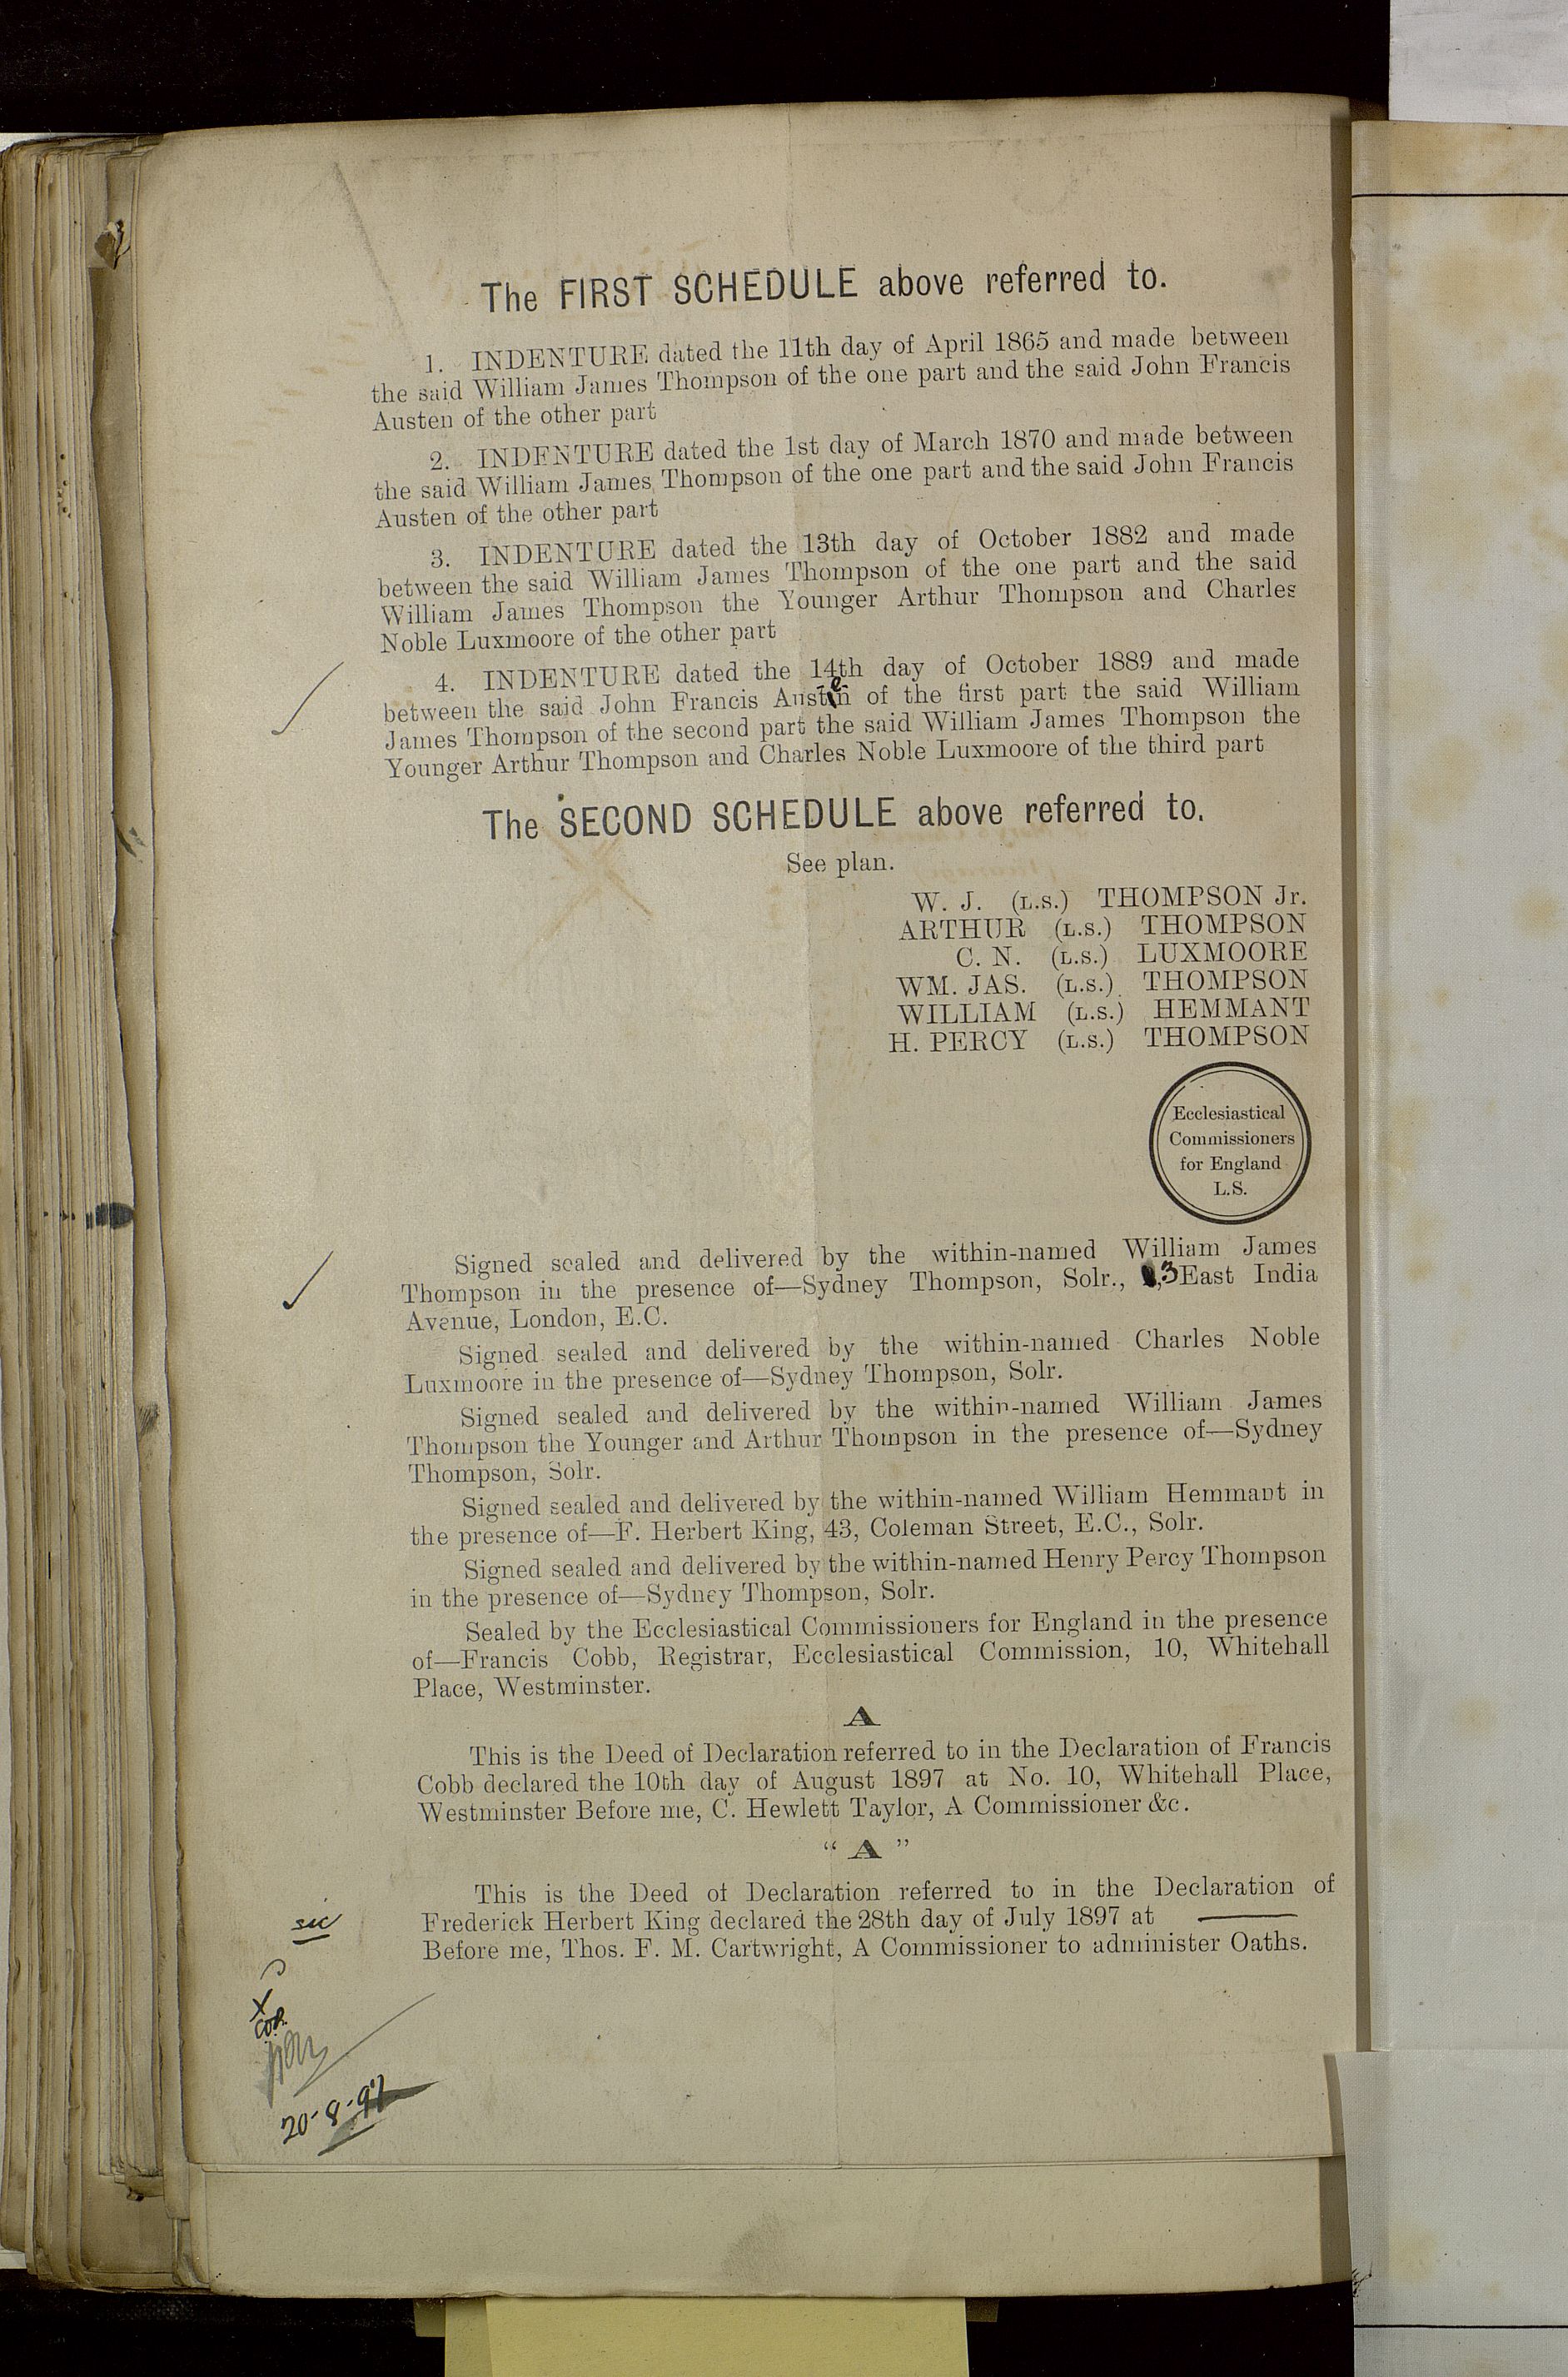 The FIRST SCHEDULE above referred to.
1. INDENTURE dated the 11th day of April 1865 and made between
the said William James Thompson of the one part and the said John Francis
Austen of the other part
2. INDENTURE dated the 1st day of March 1870 and made between
the said William James Thompson of the one part and the said John Francis
Austen of the other part
3. INDENTURE dated the 13th day of October 1882 and made
between the said William James Thompson of the one part and the said
William James Thompson the Younger Arthur Thompson and Charles
Noble Luxmoore of the other part
4. INDENTURE dated the 14th day of October 1889 and made
between the said John Francis Austen of the first part the said William
James Thompson of the second part the said William James Thompson the
Younger Arthur Thompson and Charles Noble Luxmoore of the third part
The SECOND SCHEDULE above referred to.
See plan.
W. J. (L.S.) THOMPSON Jr.
ARTHUR (L.S.) THOMPSON
C. N. (L.S.) LUXMOORE
WM. JAS. (L.S.) THOMPSON
WILLIAM (L.S.) HEMMANT
H. PERCY (L.S.) THOMPSON
Ecclesiastical
Commissioners
for England
L.S.
Signed sealed and delivered by the within-named William James
Thompson in the presence of—Sydney Thompson, Solr., 3 East India
Avenue, London, E.C.
Signed sealed and delivered by the within-named Charles Noble
Luxmoore in the presence of—Sydney Thompson, Solr.
Signed sealed and delivered by the within-named William James
Thompson the Younger and Arthur Thompson in the presence of—Sydney
Thompson, Solr.
Signed sealed and delivered by the within-named William Hemmant in
the presence of—F. Herbert King, 43, Coleman Street, E.C., Solr.
Signed sealed and delivered by the within-named Henry Percy Thompson
in the presence of—Sydney Thompson, Solr.
Sealed by the Ecclesiastical Commissioners for England in the presence
of—Francis Cobb, Registrar, Ecclesiastical Commission, 10, Whitehall
Place, Westminster.
A
This is the Deed of Declaration referred to in the Declaration of Francis
Cobb declared the 10th day of August 1897 at No. 10, Whitehall Place,
Westminster Before me, C. Hewlett Taylor, A Commissioner &c.
“ A ”
This is the Deed of Declaration referred to in the Declaration of
sic
Frederick Herbert King declared the 28th day of July 1897 at ———
Before me, Thos. F. M. Cartwright, A Commissioner to administer Oaths.
X
20-8-97